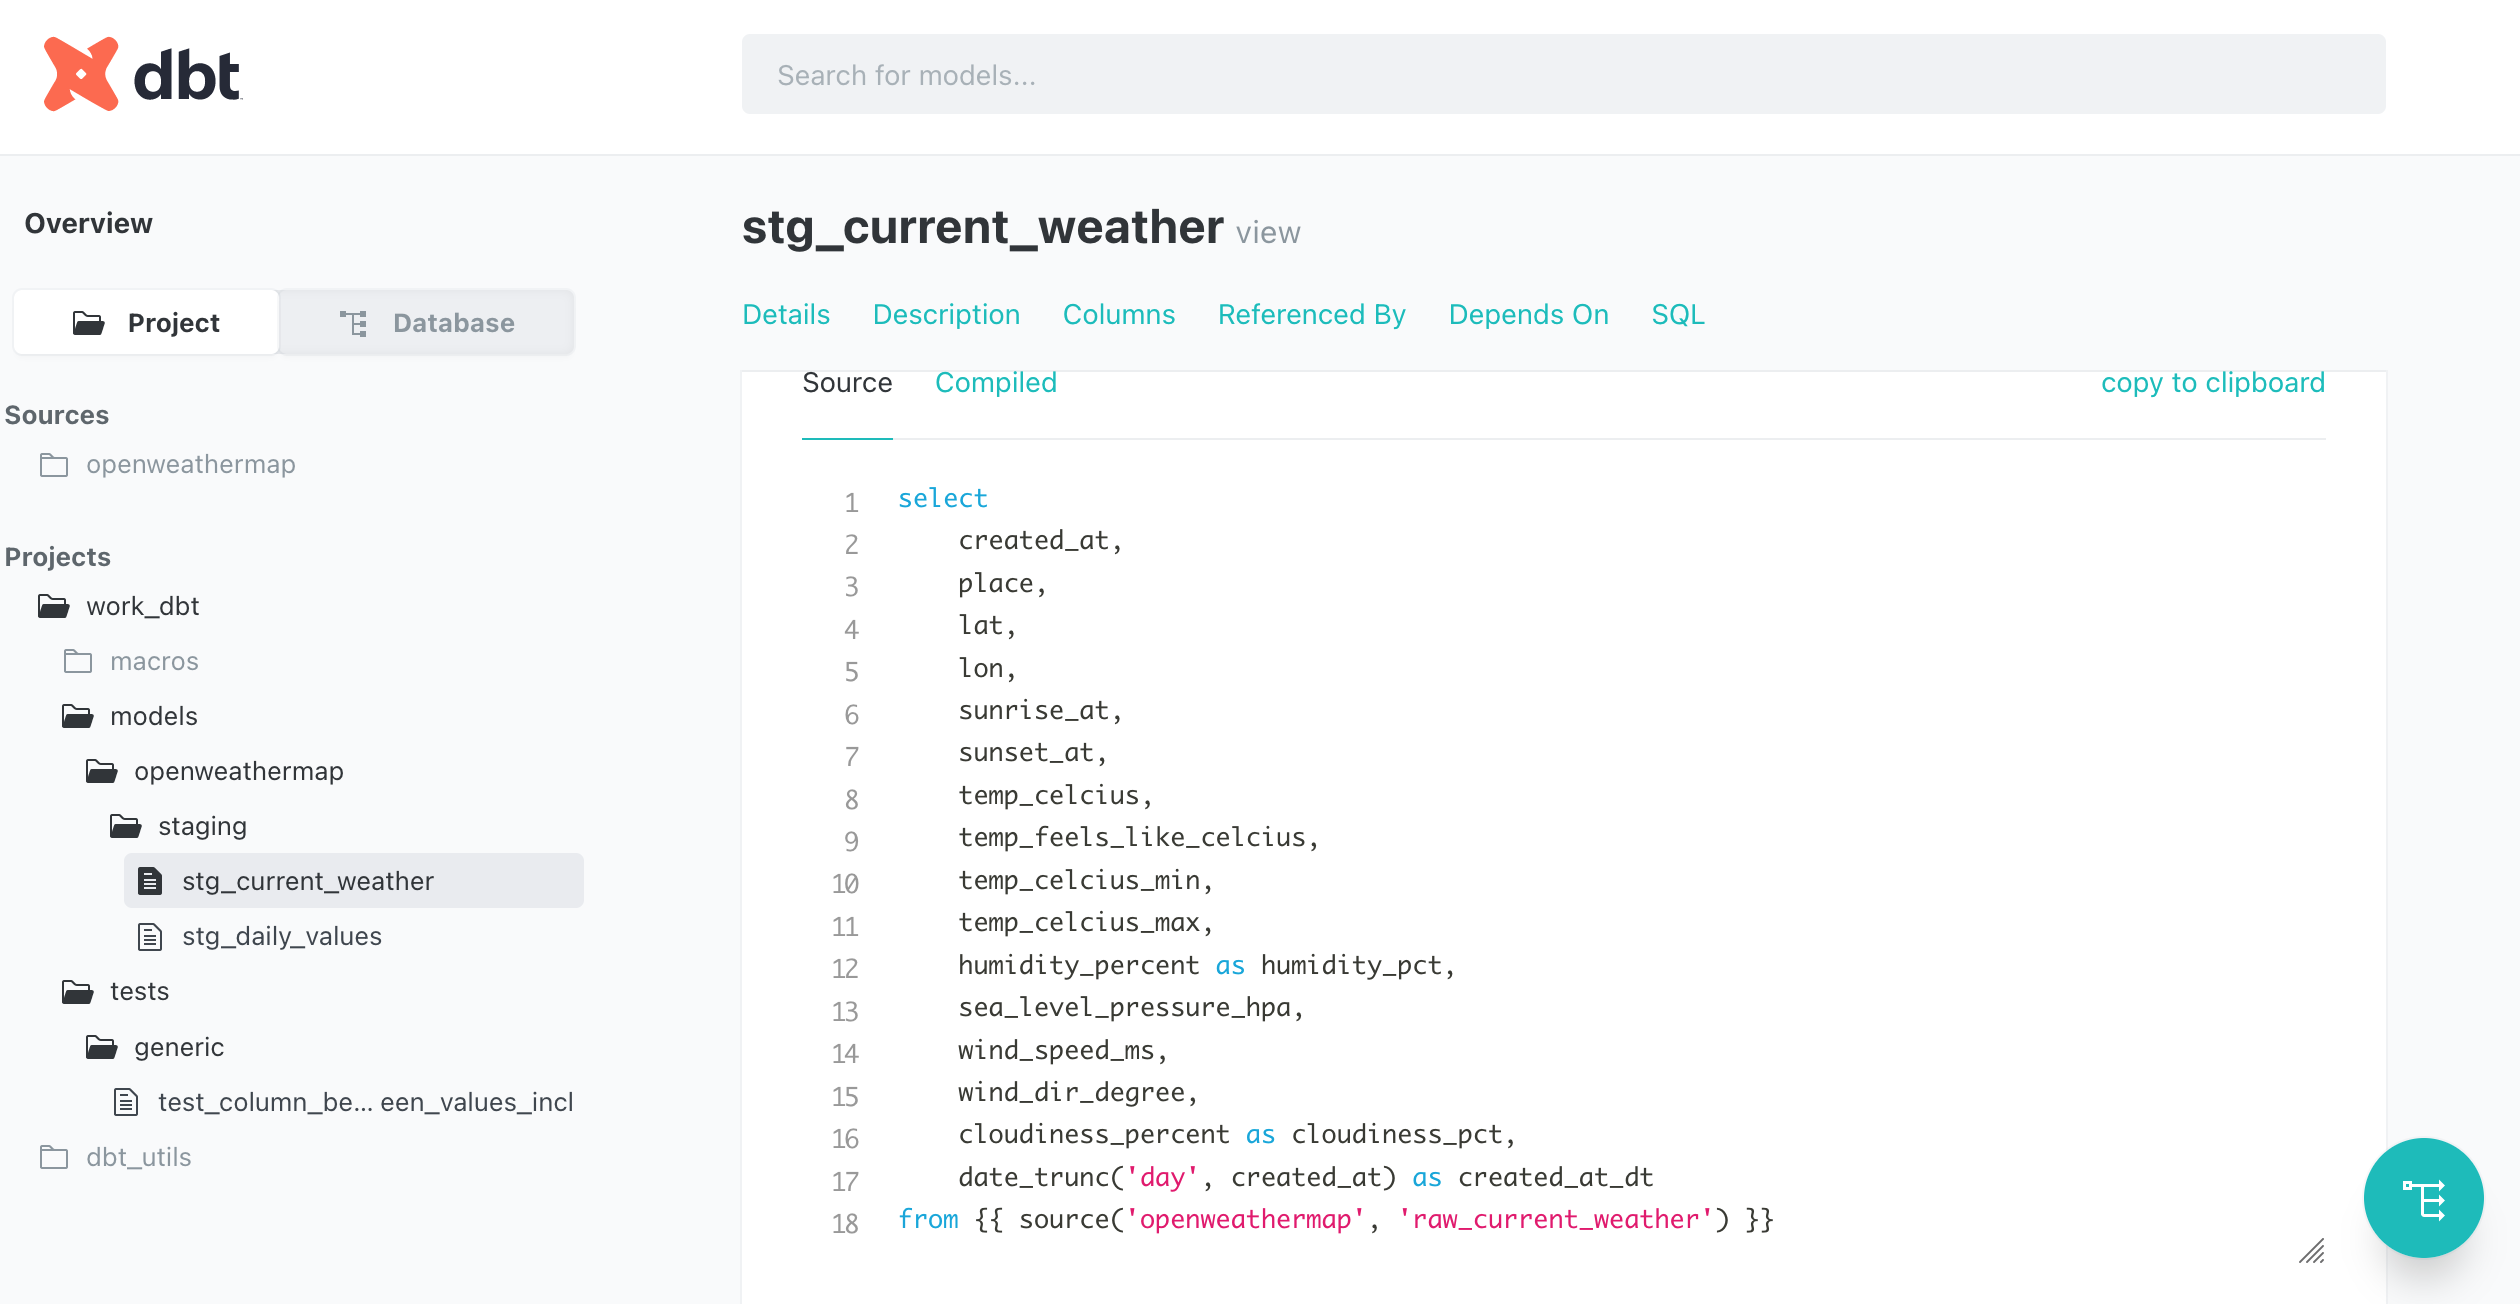 dbt
Search for models...
Overview
Project
Database
Sources
openweathermap
Projects
work_dbt
macros
models
openweathermap
staging
stg_current_weather
stg_daily_values
tests
generic
test_column_be... een_values_incl
dbt_utils
stg_current_weather view
Details Description Columns Referenced By Depends On SQL
Source Compiled copy to clipboard
1 select
2     created_at,
3     place,
4     lat,
5     lon,
6     sunrise_at,
7     sunset_at,
8     temp_celcius,
9     temp_feels_like_celcius,
10     temp_celcius_min,
11     temp_celcius_max,
12     humidity_percent as humidity_pct,
13     sea_level_pressure_hpa,
14     wind_speed_ms,
15     wind_dir_degree,
16     cloudiness_percent as cloudiness_pct,
17     date_trunc('day', created_at) as created_at_dt
18 from {{ source('openweathermap', 'raw_current_weather') }}